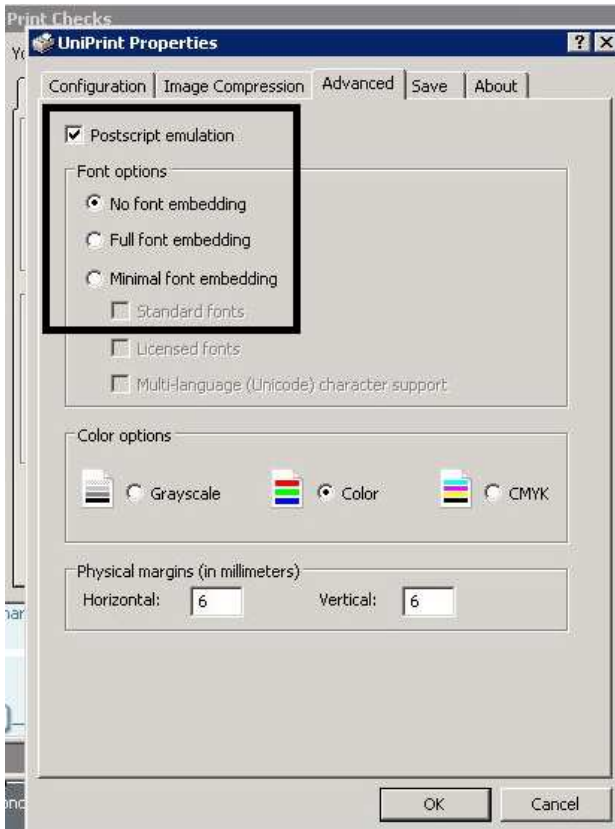 Print Checks
UniPrint Properties
Configuration Image Compression Advanced Save About
Postscript emulation
Font options
No font embedding
Full font embedding
Minimal font embedding
Standard fonts
Licensed fonts
Multi-language (Unicode) character support
Color options
Grayscale Color CMYK
Physical margins (in millimeters)
Horizontal: 6 Vertical: 6
OK Cancel